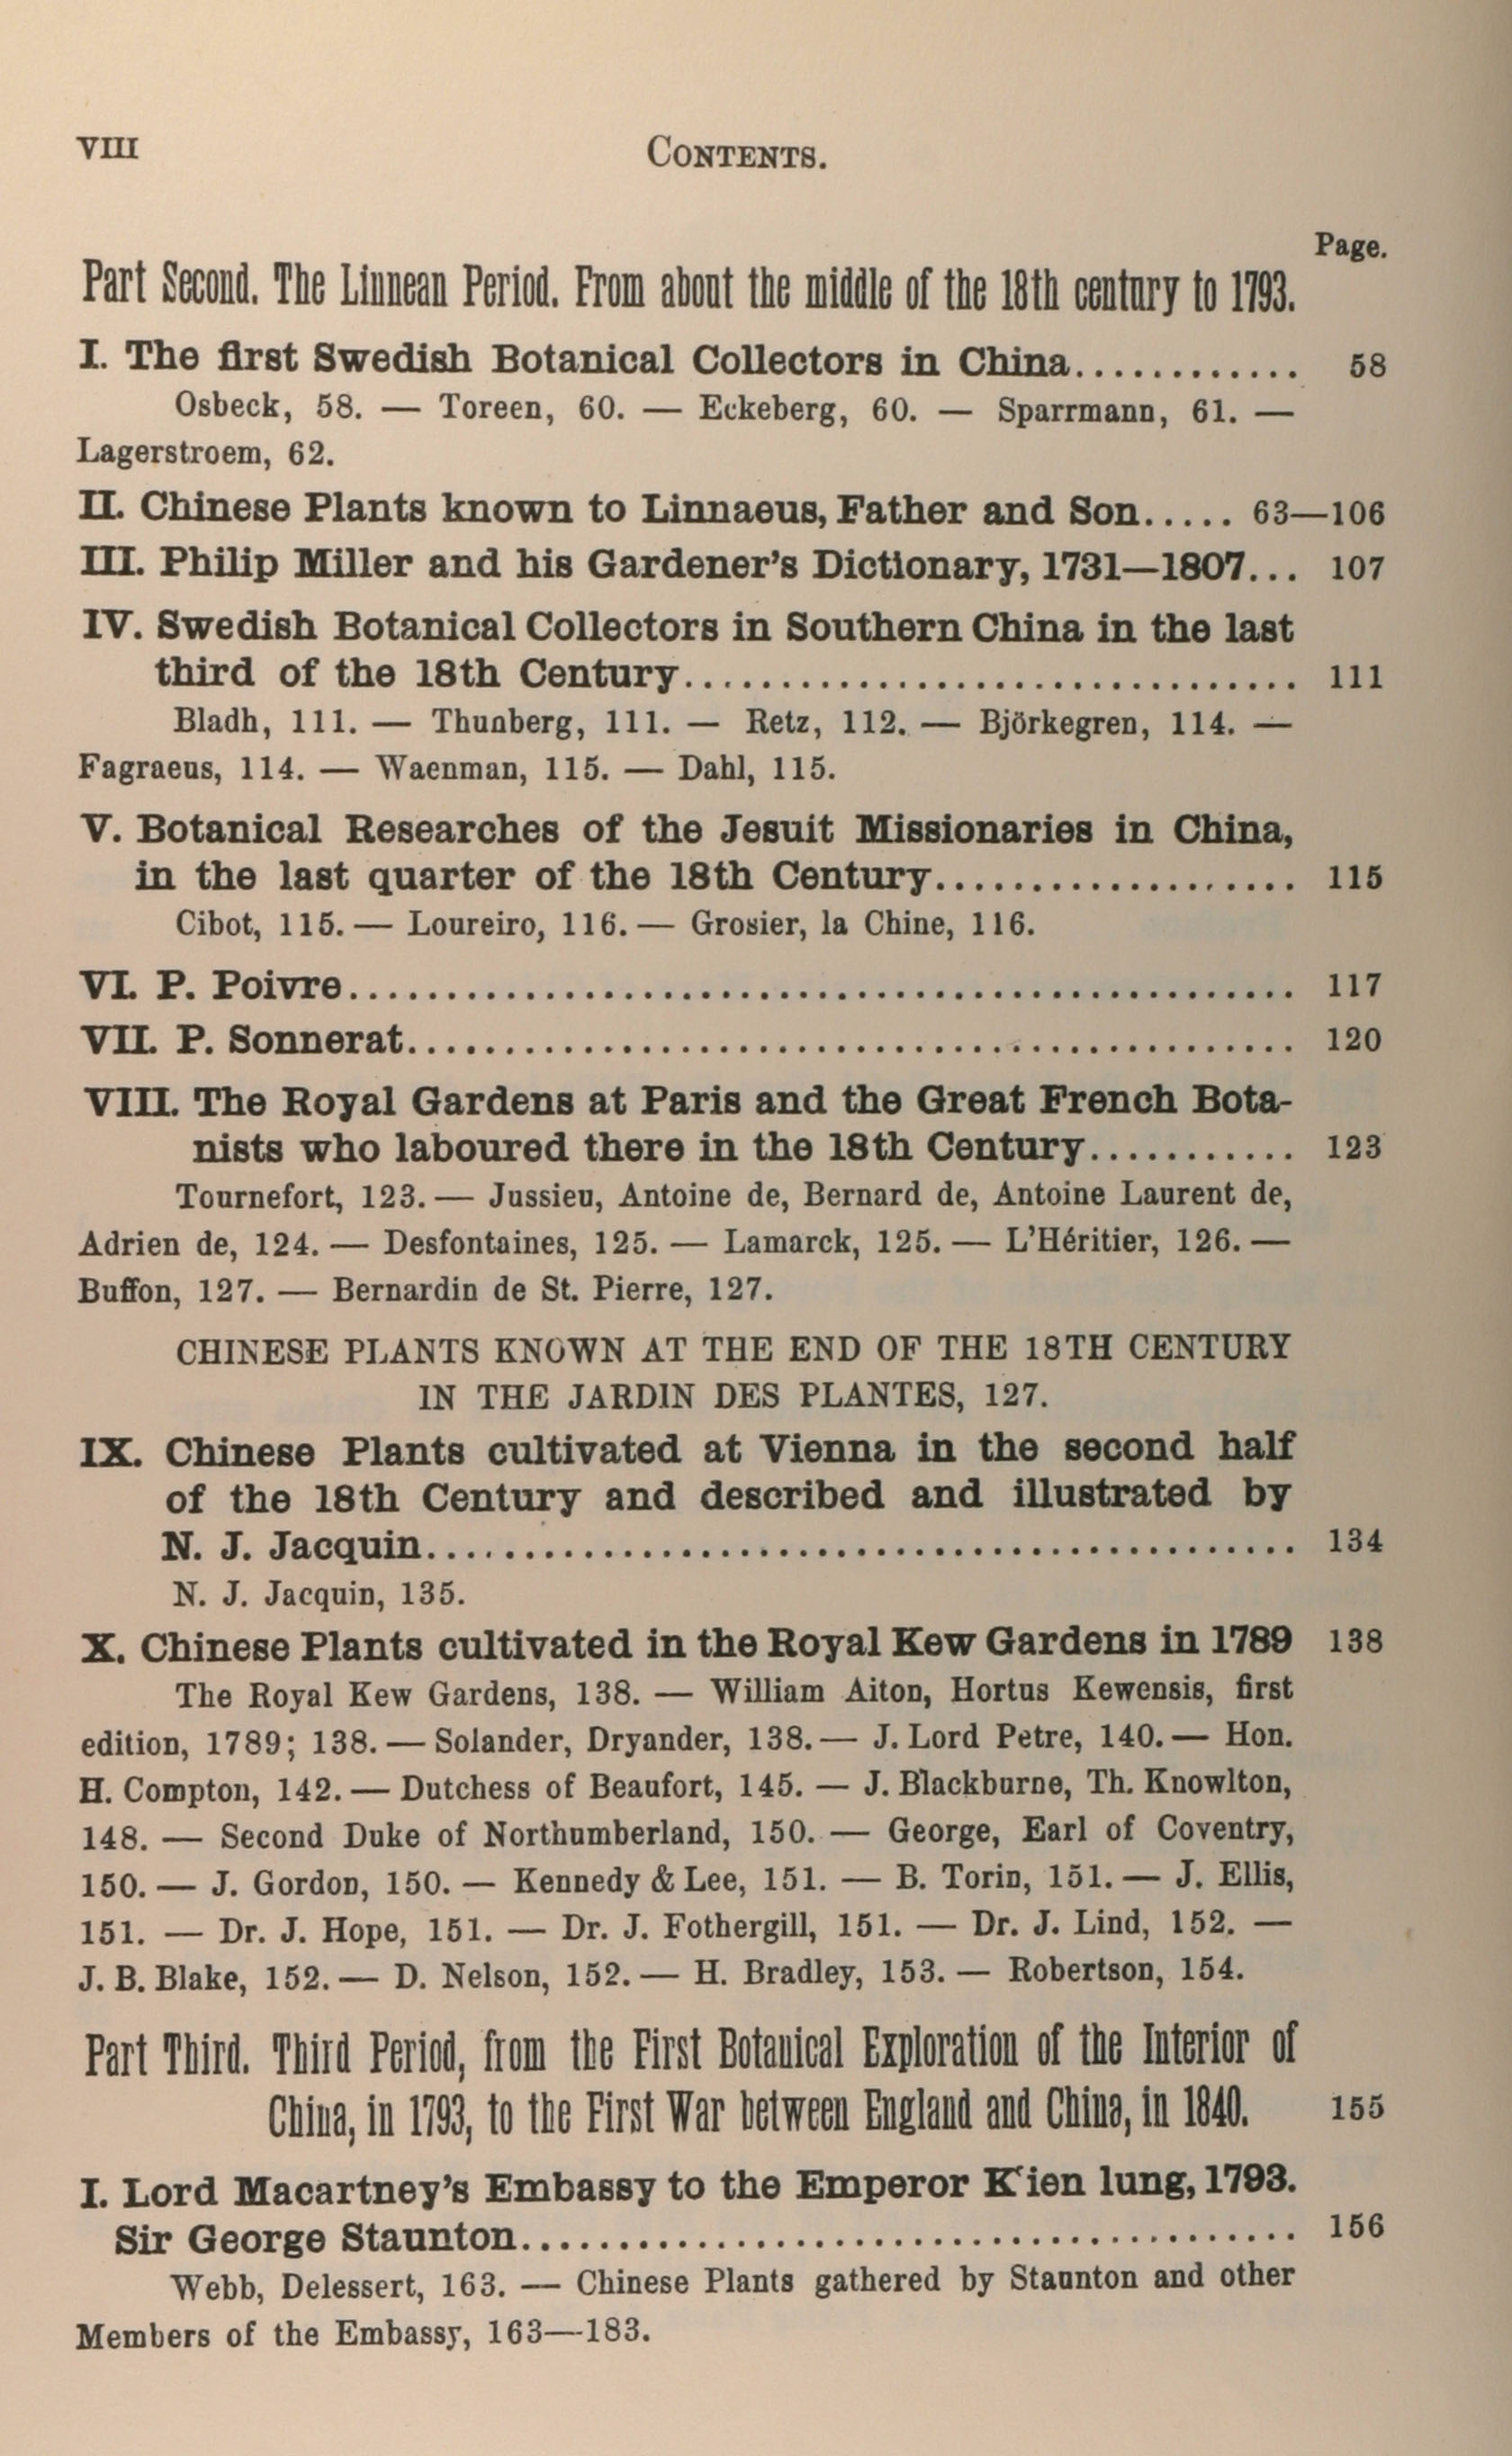 VIII
CONTENTS.
Page.
Part Second. The Linnean Period. From about the middle of the 18th century to 1793.
I. The first Swedish Botanical Collectors in China............ 58
Osbeck, 58. — Toreen, 60. — Eckeberg, 60. — Sparrmann, 61. —
Lagerstroem, 62.
II. Chinese Plants known to Linnaeus, Father and Son..... 63—106
III. Philip Miller and his Gardener's Dictionary, 1731—1807... 107
IV. Swedish Botanical Collectors in Southern China in the last
third of the 18th Century................................ 111
Bladh, 111. — Thunberg, 111. — Retz, 112. — Björkegren, 114. —
Fagraeus, 114. — Waenman, 115. — Dahl, 115.
V. Botanical Researches of the Jesuit Missionaries in China,
in the last quarter of the 18th Century................... 115
Cibot, 115. — Loureiro, 116. — Grosier, la Chine, 116.
VI. P. Poivre................................................. 117
VII. P. Sonnerat.............................................. 120
VIII. The Royal Gardens at Paris and the Great French Bota-
nists who laboured there in the 18th Century........... 123
Tournefort, 123. — Jussieu, Antoine de, Bernard de, Antoine Laurent de,
Adrien de, 124. — Desfontaines, 125. — Lamarck, 125. — L'Héritier, 126. —
Buffon, 127. — Bernardin de St. Pierre, 127.
CHINESE PLANTS KNOWN AT THE END OF THE 18TH CENTURY
IN THE JARDIN DES PLANTES, 127.
IX. Chinese Plants cultivated at Vienna in the second half
of the 18th Century and described and illustrated by
N. J. Jacquin............................................. 134
N. J. Jacquin, 135.
X. Chinese Plants cultivated in the Royal Kew Gardens in 1789 138
The Royal Kew Gardens, 138. — William Aiton, Hortus Kewensis, first
edition, 1789; 138. — Solander, Dryander, 138. — J. Lord Petre, 140. — Hon.
H. Compton, 142. — Dutchess of Beaufort, 145. — J. Blackburne, Th. Knowlton,
148. — Second Duke of Northumberland, 150. — George, Earl of Coventry,
150. — J. Gordon, 150. — Kennedy & Lee, 151. — B. Torin, 151. — J. Ellis,
151. — Dr. J. Hope, 151. — Dr. J. Fothergill, 151. — Dr. J. Lind, 152. —
J. B. Blake, 152. — D. Nelson, 152. — H. Bradley, 153. — Robertson, 154.
Part Third. Third Period, from the First Botanical Exploration of the Interior of
China, in 1793, to the First War between England and China, in 1840. 155
I. Lord Macartney's Embassy to the Emperor K'ien lung, 1793.
Sir George Staunton........................................ 156
Webb, Delessert, 163. — Chinese Plants gathered by Staunton and other
Members of the Embassy, 163—183.